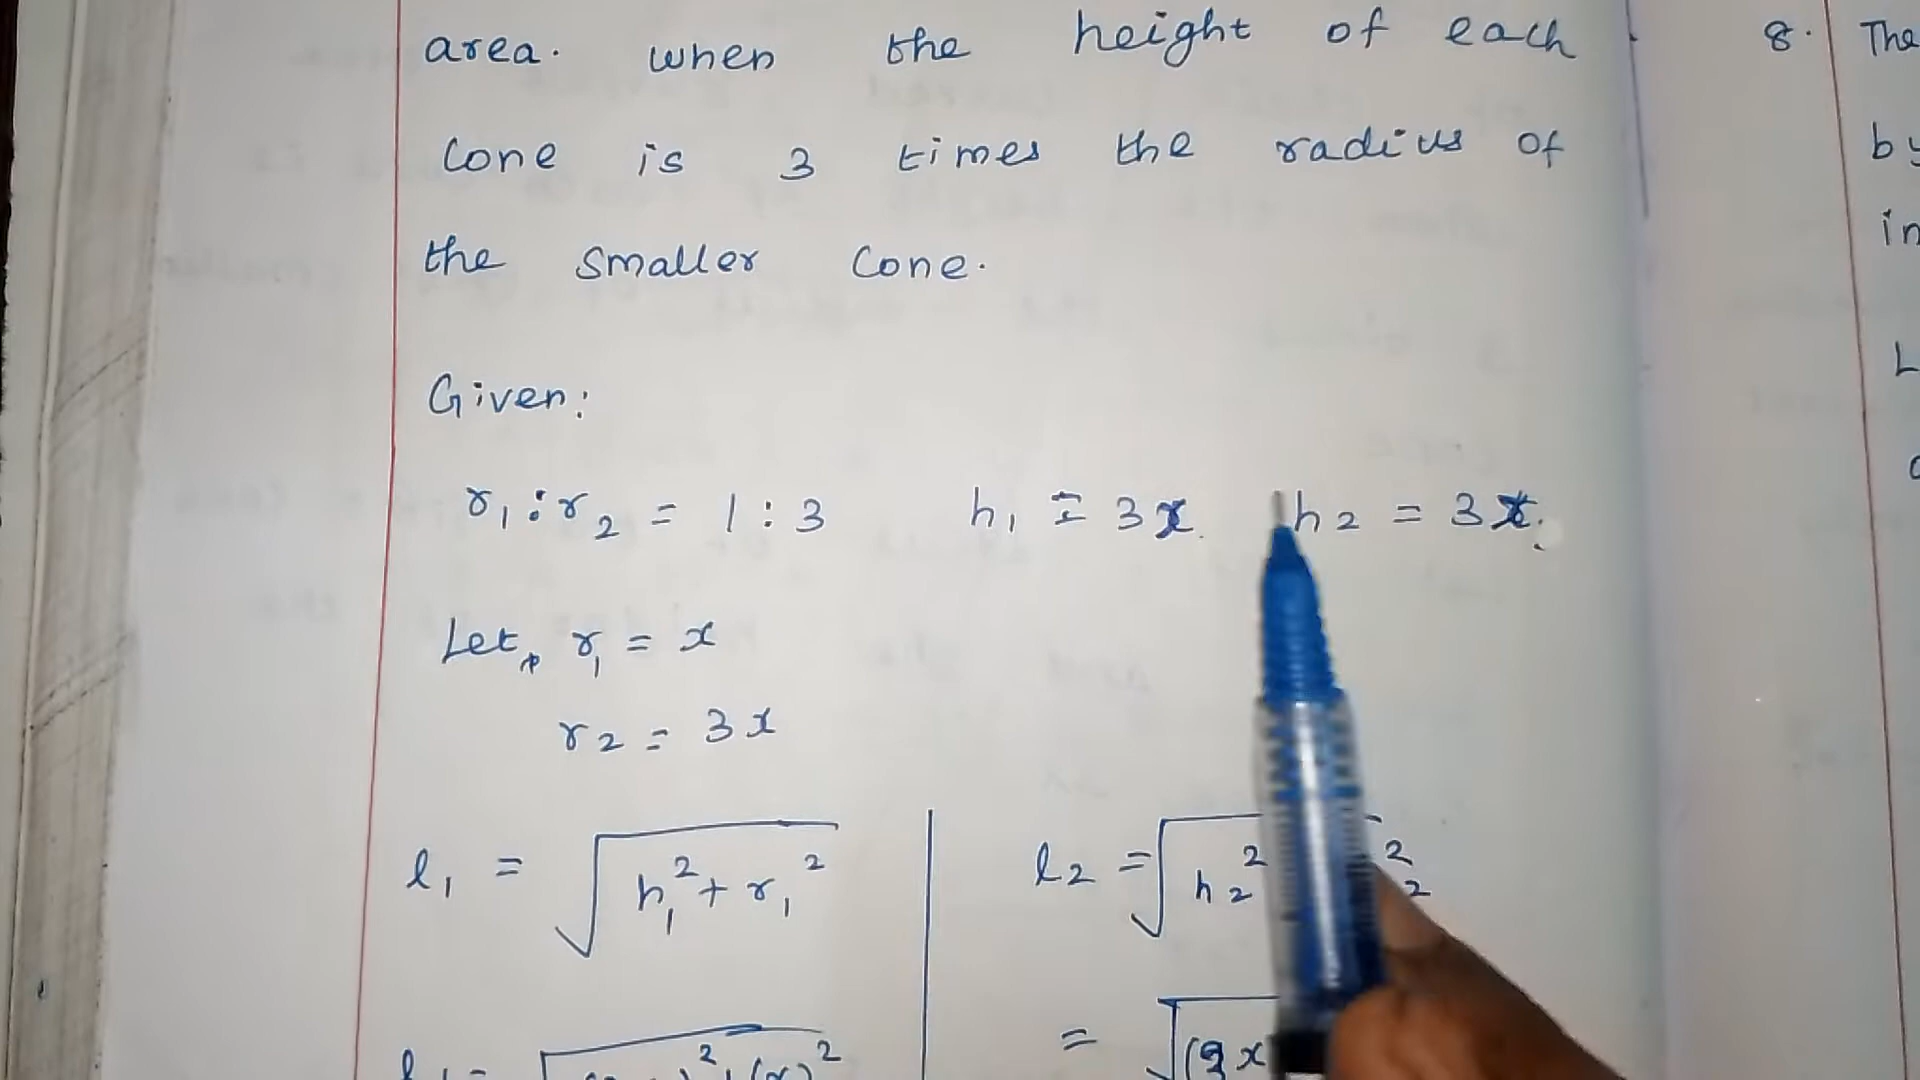 area. when the height of each
Cone is 3 times the radius of
the smaller Cone.
Given:
r₁ : r₂ = 1 : 3 h₁ = 3x h₂ = 3x.
Let, r₁ = x
r₂ = 3x
l₁ = √h₁² + r₁² l₂ = √h₂² ²₂
= √(3x
8. The
by
in